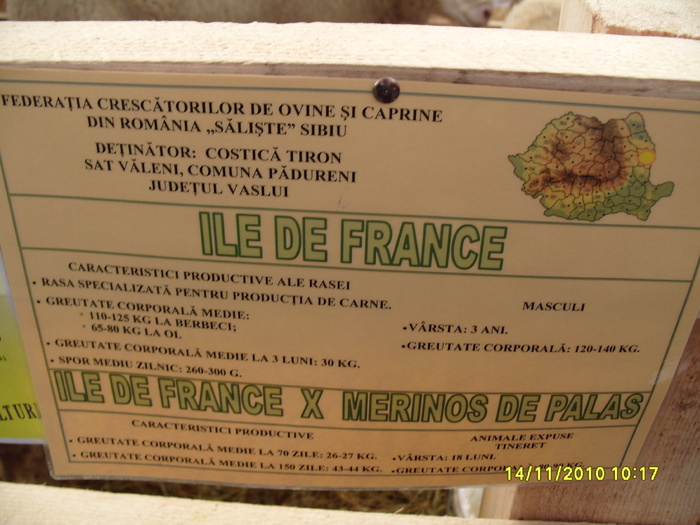 FEDERAȚIA CRESCĂTORILOR DE OVINE ȘI CAPRINE
DIN ROMÂNIA „SĂLIȘTE” SIBIU
DEȚINĂTOR: COSTICĂ TIRON
SAT VĂLENI, COMUNA PĂDURENI
JUDEȚUL VASLUI
ILE DE FRANCE
CARACTERISTICI PRODUCTIVE ALE RASEI
• RASA SPECIALIZATĂ PENTRU PRODUCȚIA DE CARNE.
• GREUTATE CORPORALĂ MEDIE:
110-125 KG LA BERBECI;
65-80 KG LA OI.
• GREUTATE CORPORALĂ MEDIE LA 3 LUNI: 30 KG.
• SPOR MEDIU ZILNIC: 260-300 G.
MASCULI
• VÂRSTA: 3 ANI.
• GREUTATE CORPORALĂ: 120-140 KG.
ILE DE FRANCE X MERINOS DE PALAS
CARACTERISTICI PRODUCTIVE
• GREUTATE CORPORALĂ MEDIE LA 70 ZILE: 26-27 KG.
• GREUTATE CORPORALĂ MEDIE LA 150 ZILE: 43-44 KG.
ANIMALE EXPUSE
TINERET
• VÂRSTA: 18 LUNI
• GREUTATE
KG
LTURI
14/11/2010 10:17